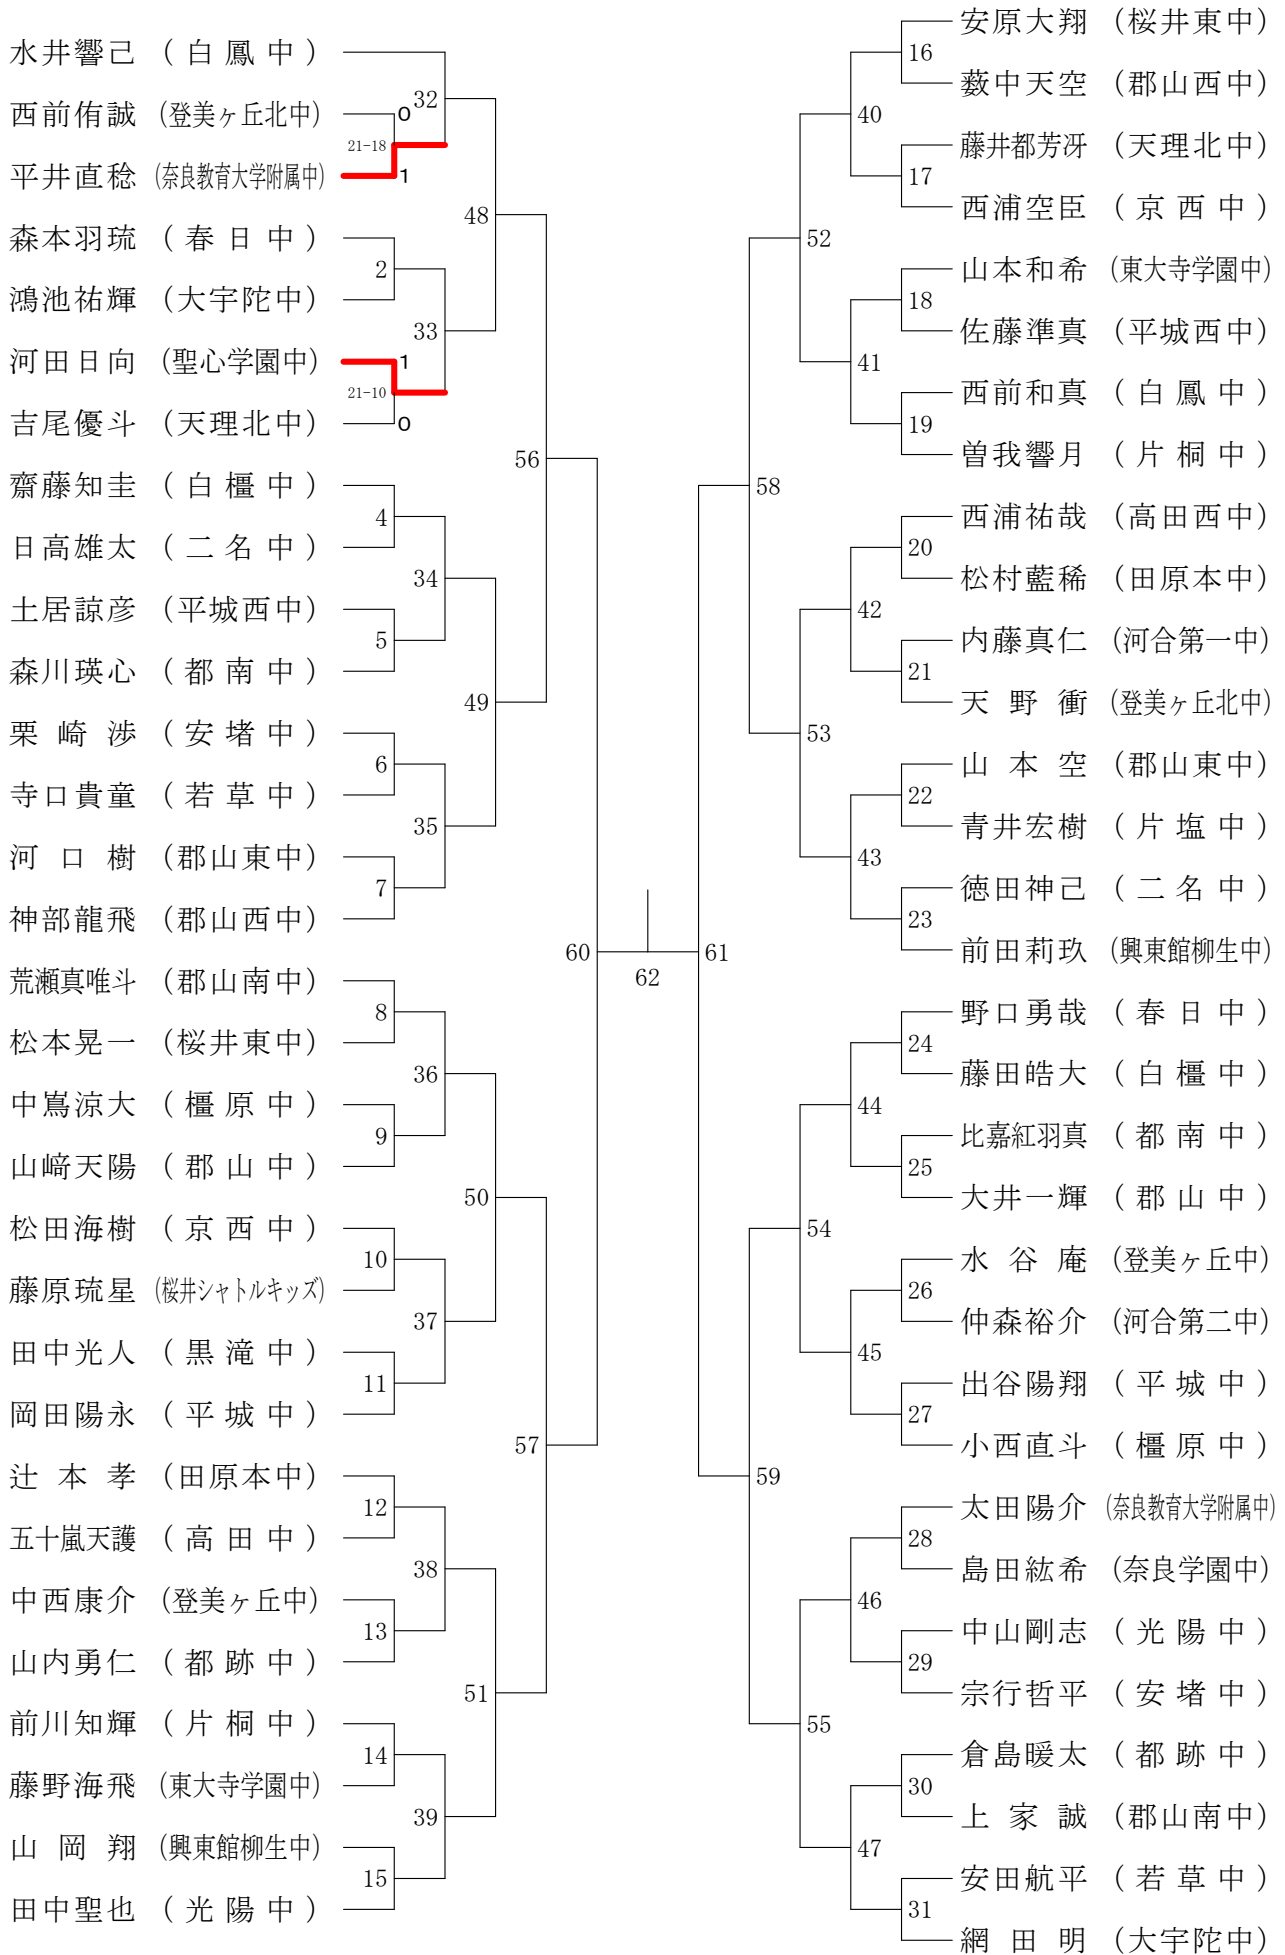 水井響己 （白鳳中）
32
西前侑誠 （登美ヶ丘北中） 0
21-18
平井直稔 （奈良教育大学附属中） 1
48
森本羽琉 （春日中）
2
鴻池祐輝 （大宇陀中）
33
河田日向 （聖心学園中） 1
21-10
吉尾優斗 （天理北中） 0
56
齋藤知圭 （白橿中）
4
日高雄太 （二名中）
34
土居諒彦 （平城西中）
5
森川瑛心 （都南中）
49
栗崎渉 （安堵中）
6
寺口貴童 （若草中）
35
河口樹 （郡山東中）
7
神部龍飛 （郡山西中）
60
62
61
荒瀬真唯斗 （郡山南中）
8
松本晃一 （桜井東中）
36
中嶌涼大 （橿原中）
9
山﨑天陽 （郡山中）
50
松田海樹 （京西中）
10
藤原琉星 （桜井シャトルキッズ）
37
田中光人 （黒滝中）
11
岡田陽永 （平城中）
57
辻本孝 （田原本中）
12
五十嵐天護 （高田中）
38
中西康介 （登美ヶ丘中）
13
山内勇仁 （都跡中）
51
前川知輝 （片桐中）
14
藤野海飛 （東大寺学園中）
39
山岡翔 （興東館柳生中）
15
田中聖也 （光陽中）
安原大翔 （桜井東中）
16
薮中天空 （郡山西中）
40
藤井都芳冴 （天理北中）
17
西浦空臣 （京西中）
52
山本和希 （東大寺学園中）
18
佐藤準真 （平城西中）
41
西前和真 （白鳳中）
19
曽我響月 （片桐中）
58
西浦祐哉 （高田西中）
20
松村藍稀 （田原本中）
42
内藤真仁 （河合第一中）
21
天野衝 （登美ヶ丘北中）
53
山本空 （郡山東中）
22
青井宏樹 （片塩中）
43
徳田神己 （二名中）
23
前田莉玖 （興東館柳生中）
野口勇哉 （春日中）
24
藤田皓大 （白橿中）
44
比嘉紅羽真 （都南中）
25
大井一輝 （郡山中）
54
水谷庵 （登美ヶ丘中）
26
仲森裕介 （河合第二中）
45
出谷陽翔 （平城中）
27
小西直斗 （橿原中）
59
太田陽介 （奈良教育大学附属中）
28
島田紘希 （奈良学園中）
46
中山剛志 （光陽中）
29
宗行哲平 （安堵中）
55
倉島暖太 （都跡中）
30
上家誠 （郡山南中）
47
安田航平 （若草中）
31
網田明 （大宇陀中）